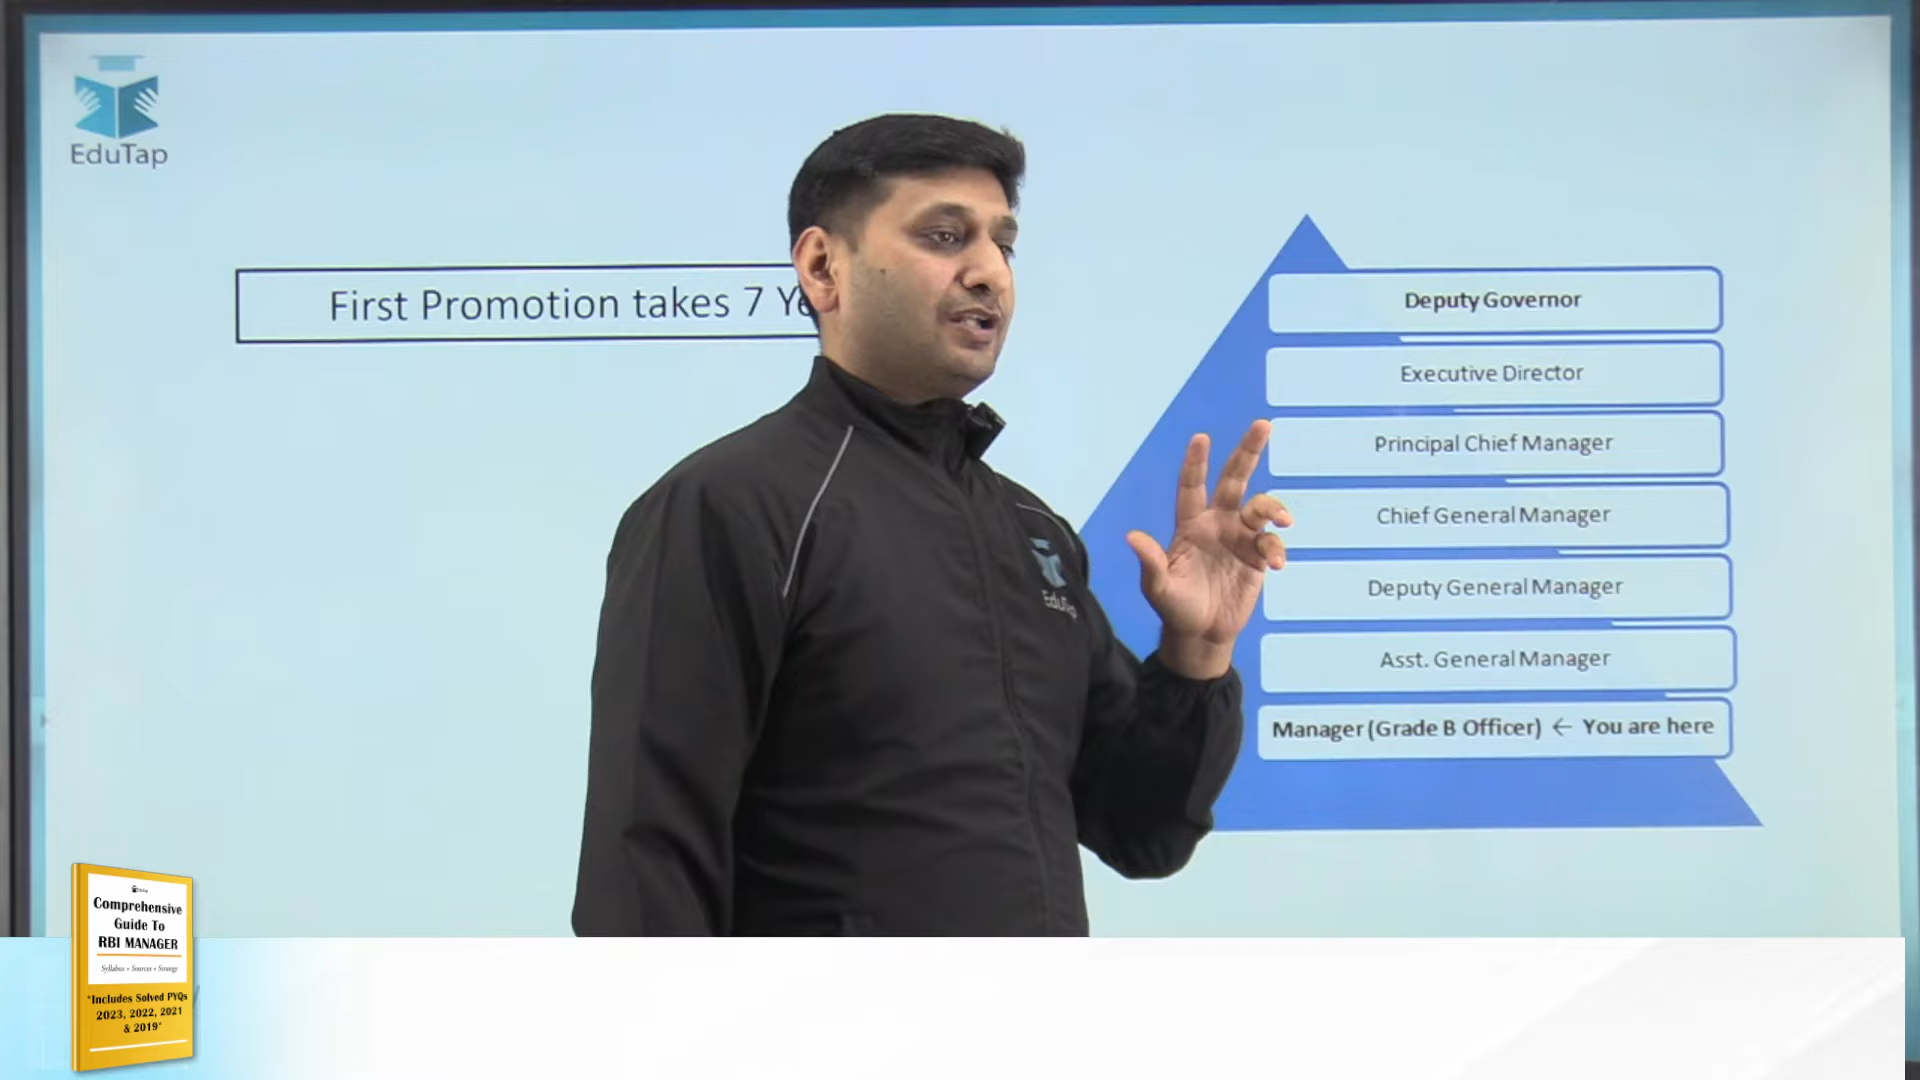 EduTap
First Promotion takes 7
Deputy Governor
Executive Director
Principal Chief Manager
Chief General Manager
Deputy General Manager
Asst. General Manager
Manager (Grade B Officer) ← You are here
EduTap
EduTap
Comprehensive
Guide To
RBI MANAGER
Syllabus + Sources + Strategy
*Includes Solved PYQs
2023, 2022, 2021
& 2019*